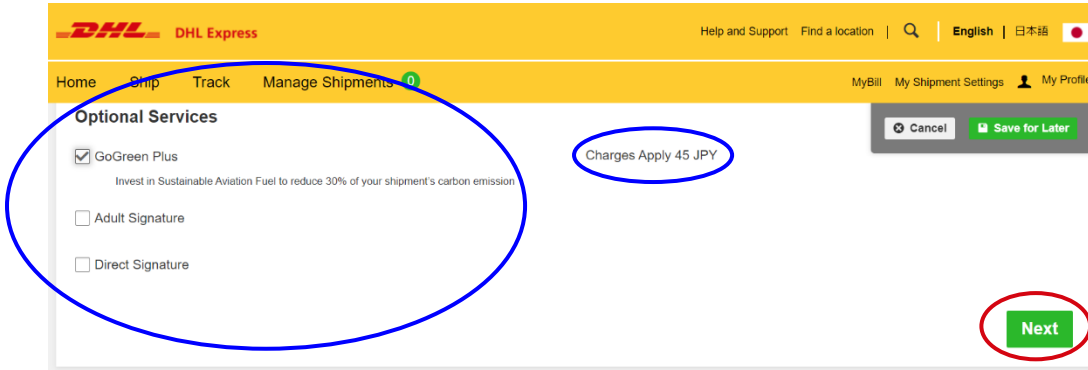 DHL DHL Express Help and Support Find a location | English | 日本語
Home Ship Track Manage Shipments 0 MyBill My Shipment Settings My Profile
Optional Services
Cancel Save for Later
GoGreen Plus Charges Apply 45 JPY
Invest in Sustainable Aviation Fuel to reduce 30% of your shipment's carbon emission
Adult Signature
Direct Signature
Next